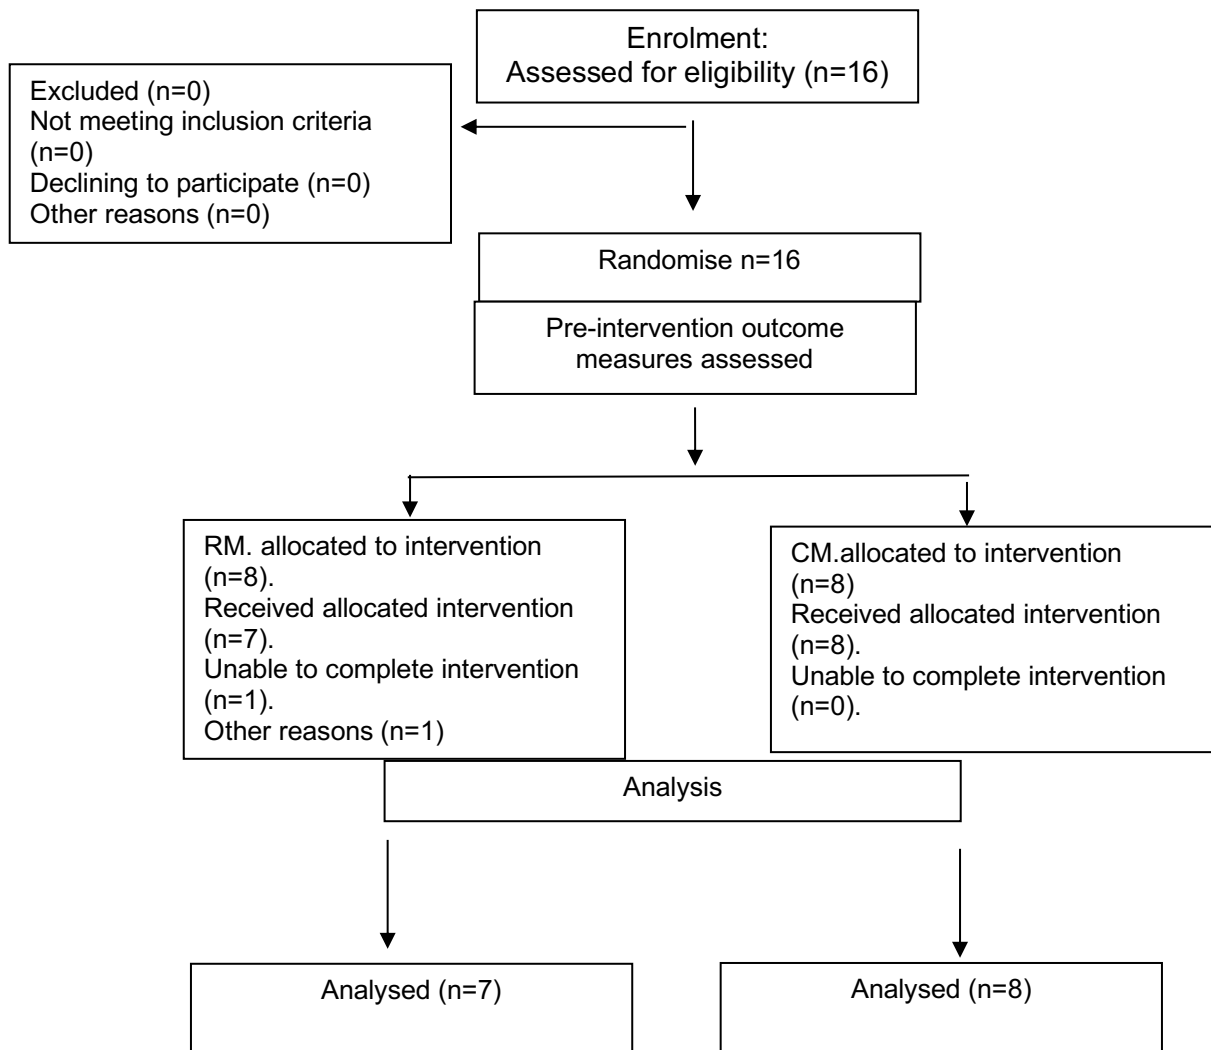 Enrolment:
Assessed for eligibility (n=16)
Excluded (n=0)
Not meeting inclusion criteria
(n=0)
Declining to participate (n=0)
Other reasons (n=0)
Randomise n=16
Pre-intervention outcome
measures assessed
RM. allocated to intervention
(n=8).
Received allocated intervention
(n=7).
Unable to complete intervention
(n=1).
Other reasons (n=1)
CM.allocated to intervention
(n=8)
Received allocated intervention
(n=8).
Unable to complete intervention
(n=0).
Analysis
Analysed (n=7)
Analysed (n=8)